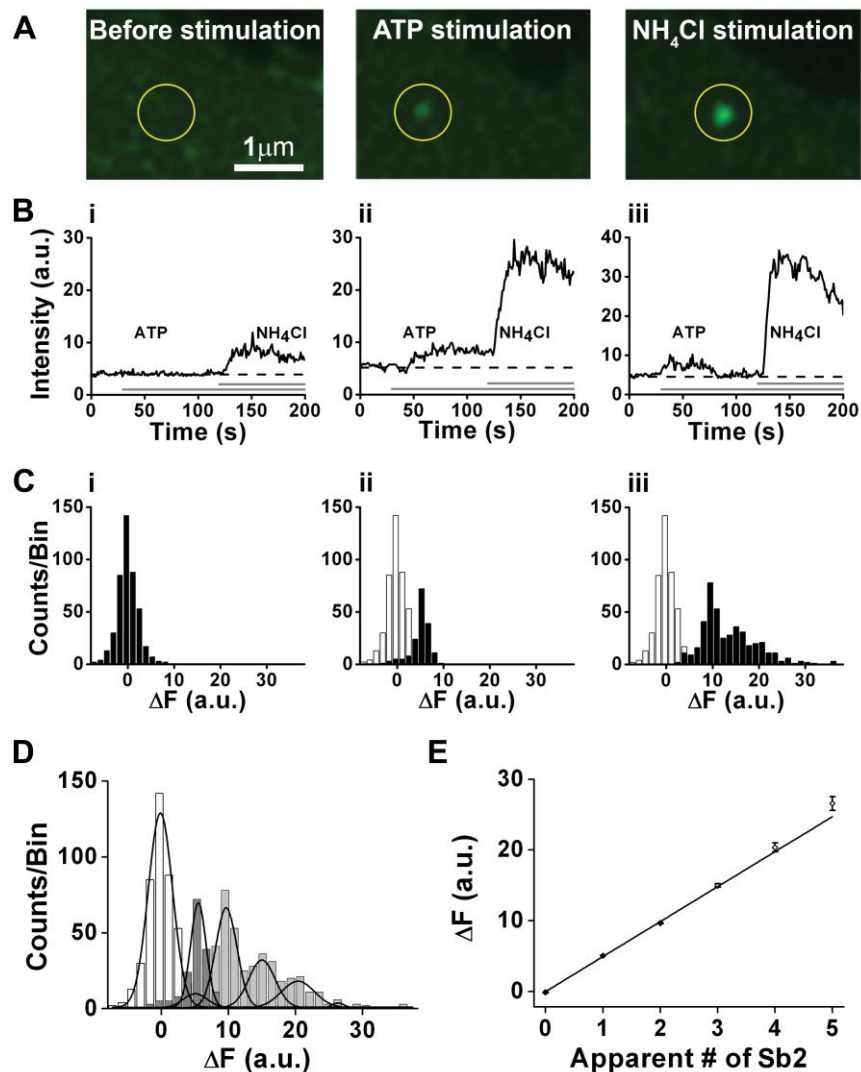 A
Before stimulation
ATP stimulation
NH₄Cl stimulation
1μm
B
i
ii
iii
Intensity (a.u.)
30
20
10
0
ATP
NH₄Cl
0 50 100 150 200
Time (s)
30
20
10
0
ATP
NH₄Cl
0 50 100 150 200
Time (s)
40
30
20
10
0
ATP
NH₄Cl
0 50 100 150 200
Time (s)
C
i
ii
iii
Counts/Bin
150
100
50
0
0 10 20 30
ΔF (a.u.)
150
100
50
0
0 10 20 30
ΔF (a.u.)
150
100
50
0
0 10 20 30
ΔF (a.u.)
D
Counts/Bin
150
100
50
0
0 10 20 30
ΔF (a.u.)
E
ΔF (a.u.)
30
20
10
0
0 1 2 3 4 5
Apparent # of Sb2